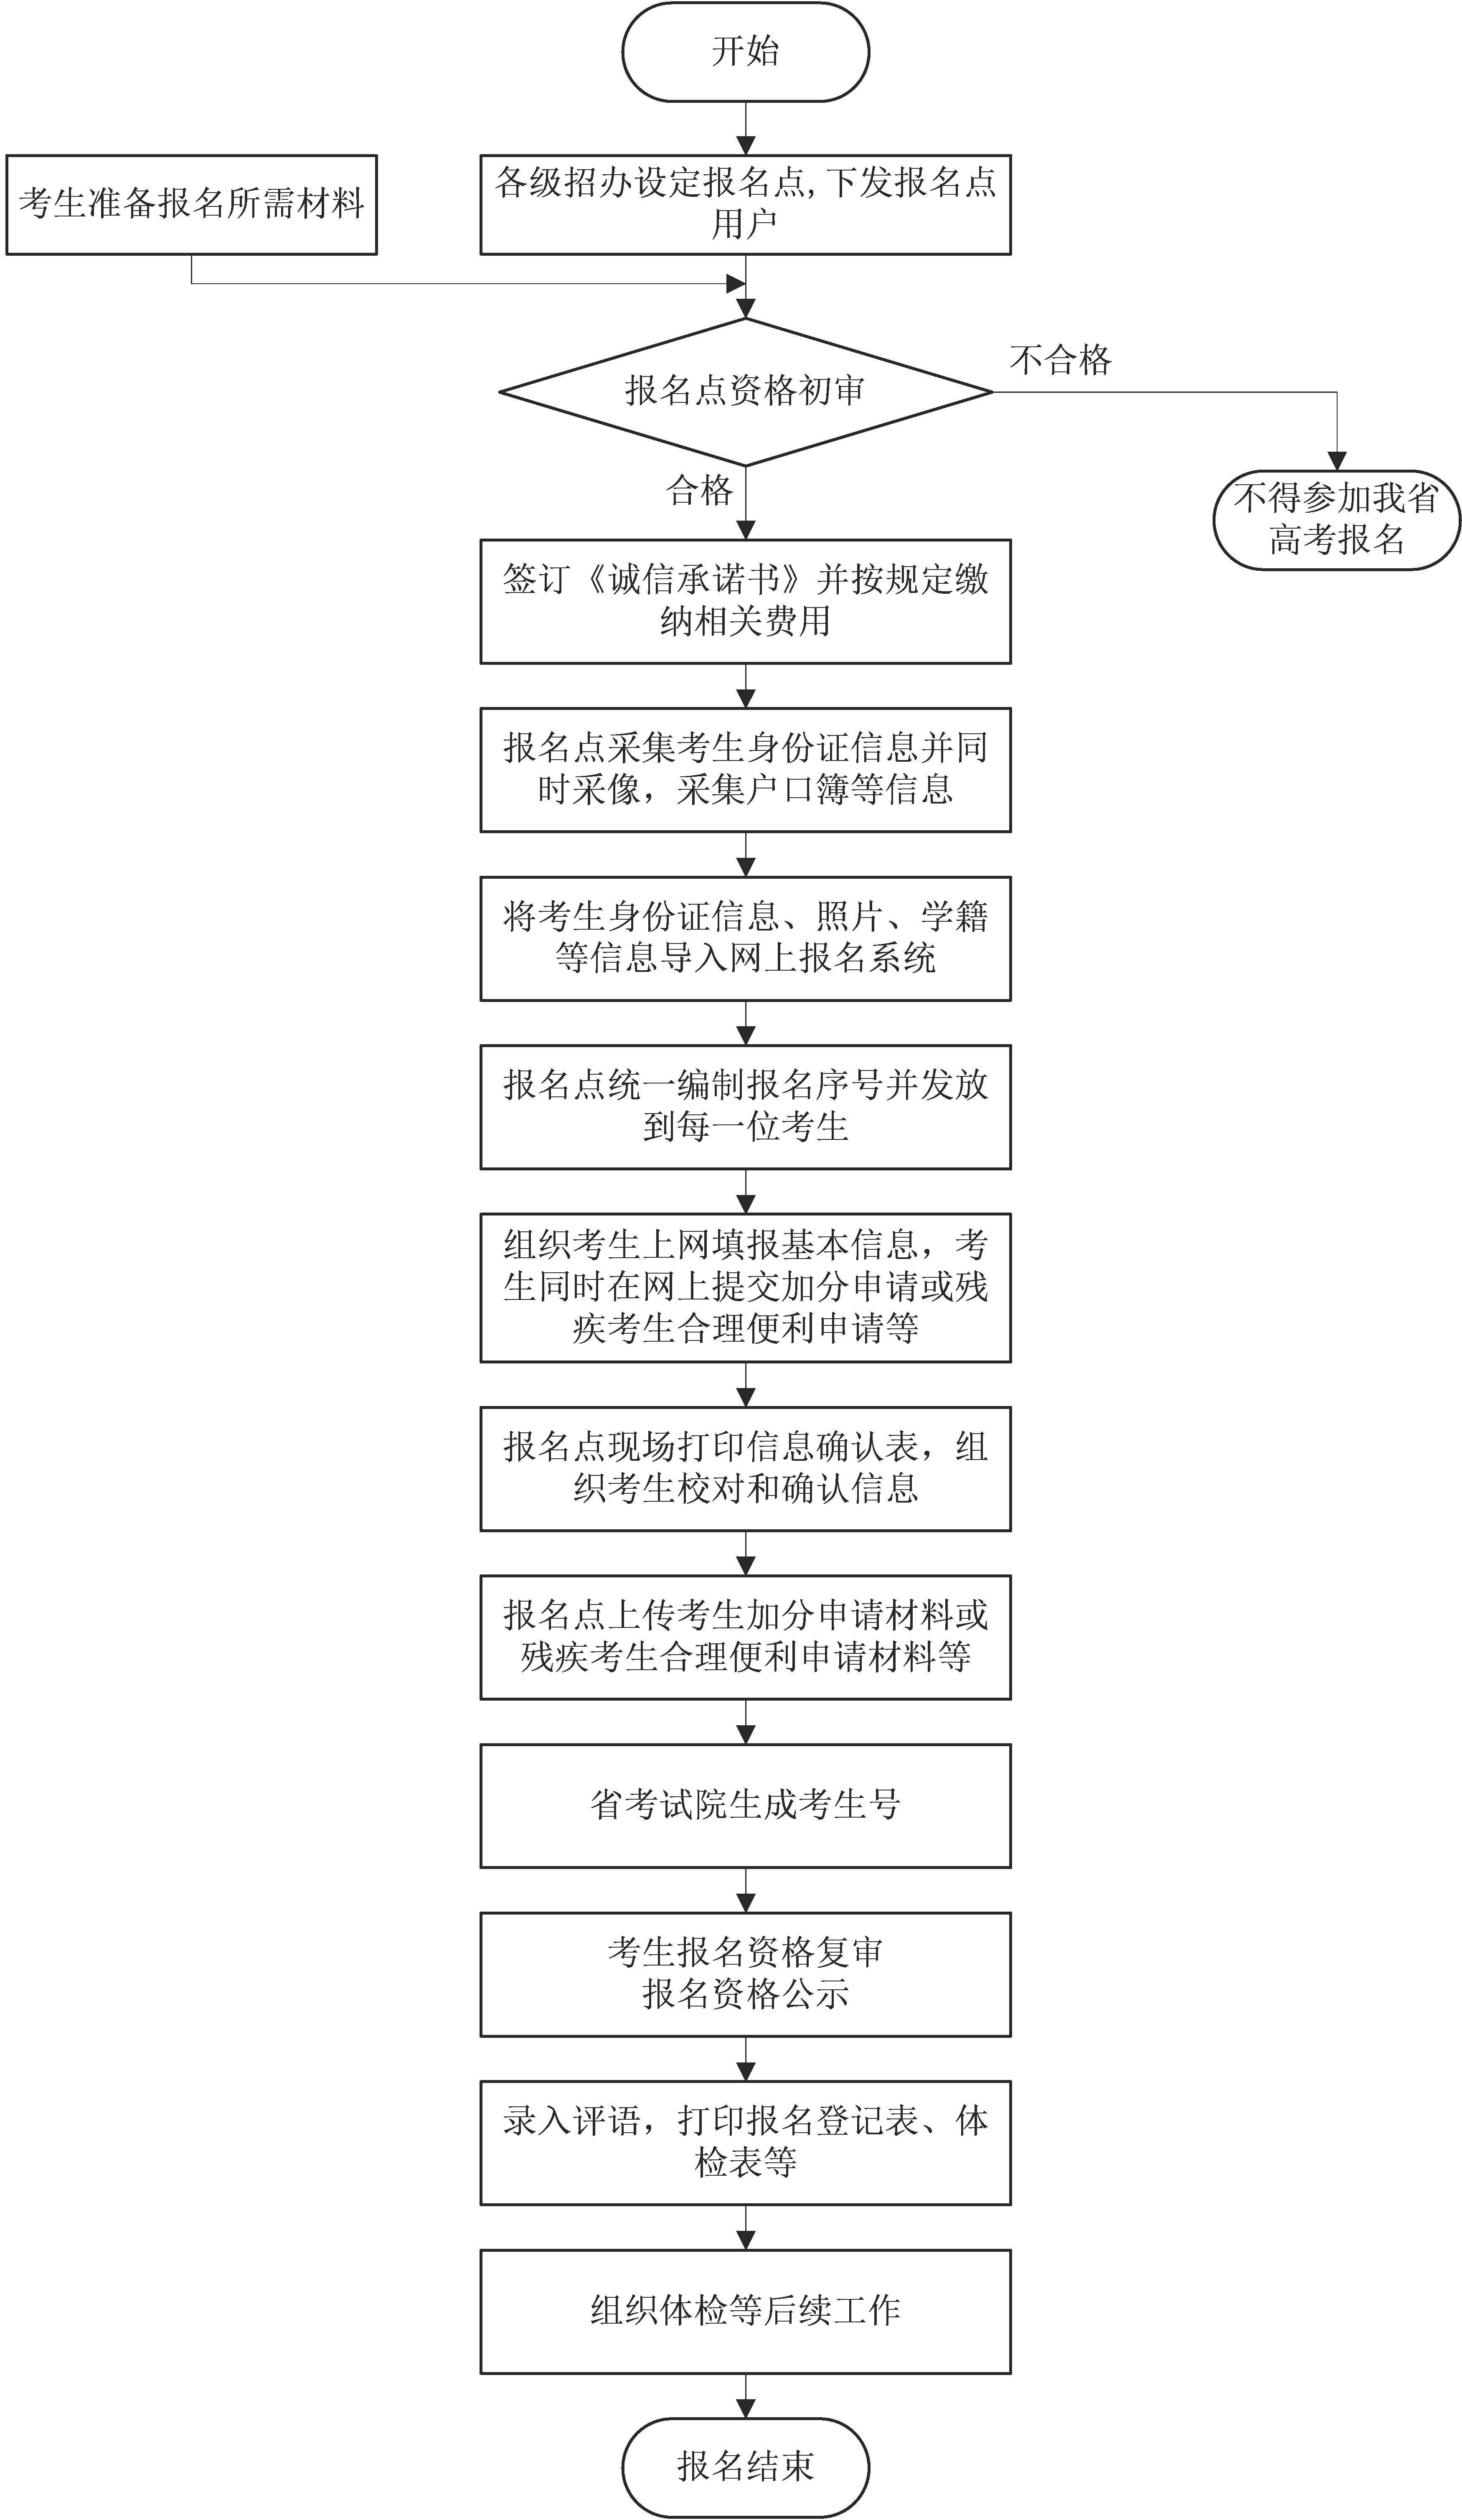 开始
考生准备报名所需材料
各级招办设定报名点,下发报名点
用户
报名点资格初审
不合格
合格
不得参加我省
高考报名
签订《诚信承诺书》并按规定缴
纳相关费用
报名点采集考生身份证信息并同
时采像，采集户口簿等信息
将考生身份证信息、照片、学籍
等信息导入网上报名系统
报名点统一编制报名序号并发放
到每一位考生
组织考生上网填报基本信息，考
生同时在网上提交加分申请或残
疾考生合理便利申请等
报名点现场打印信息确认表，组
织考生校对和确认信息
报名点上传考生加分申请材料或
残疾考生合理便利申请材料等
省考试院生成考生号
考生报名资格复审
报名资格公示
录入评语，打印报名登记表、体
检表等
组织体检等后续工作
报名结束